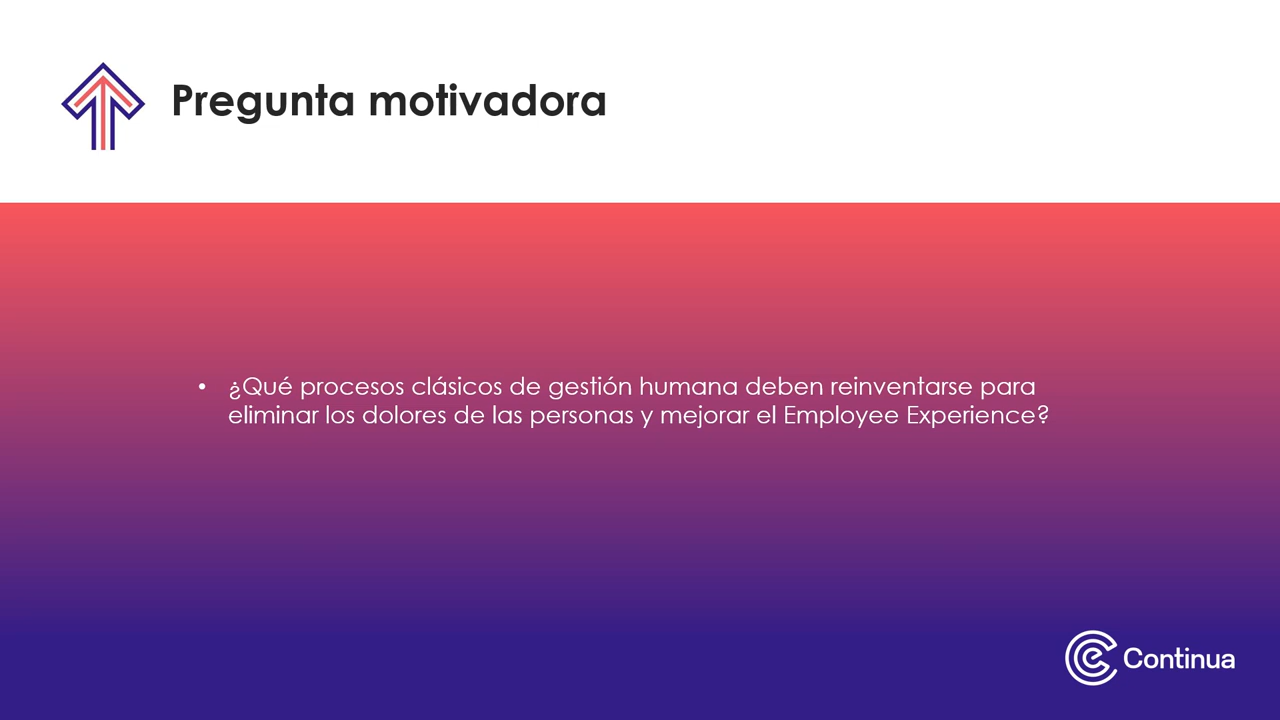 Pregunta motivadora
• ¿Qué procesos clásicos de gestión humana deben reinventarse para
eliminar los dolores de las personas y mejorar el Employee Experience?
Continua